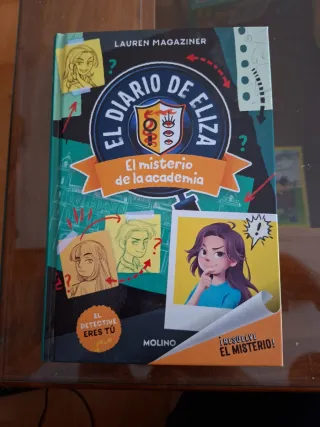 LAUREN MAGAZINER
EL DIARIO DE ELIZA
El misterio
de la academia
EL
DETECTIVE
ERES TÚ
MOLINO
¡RESUELVE
EL MISTERIO!